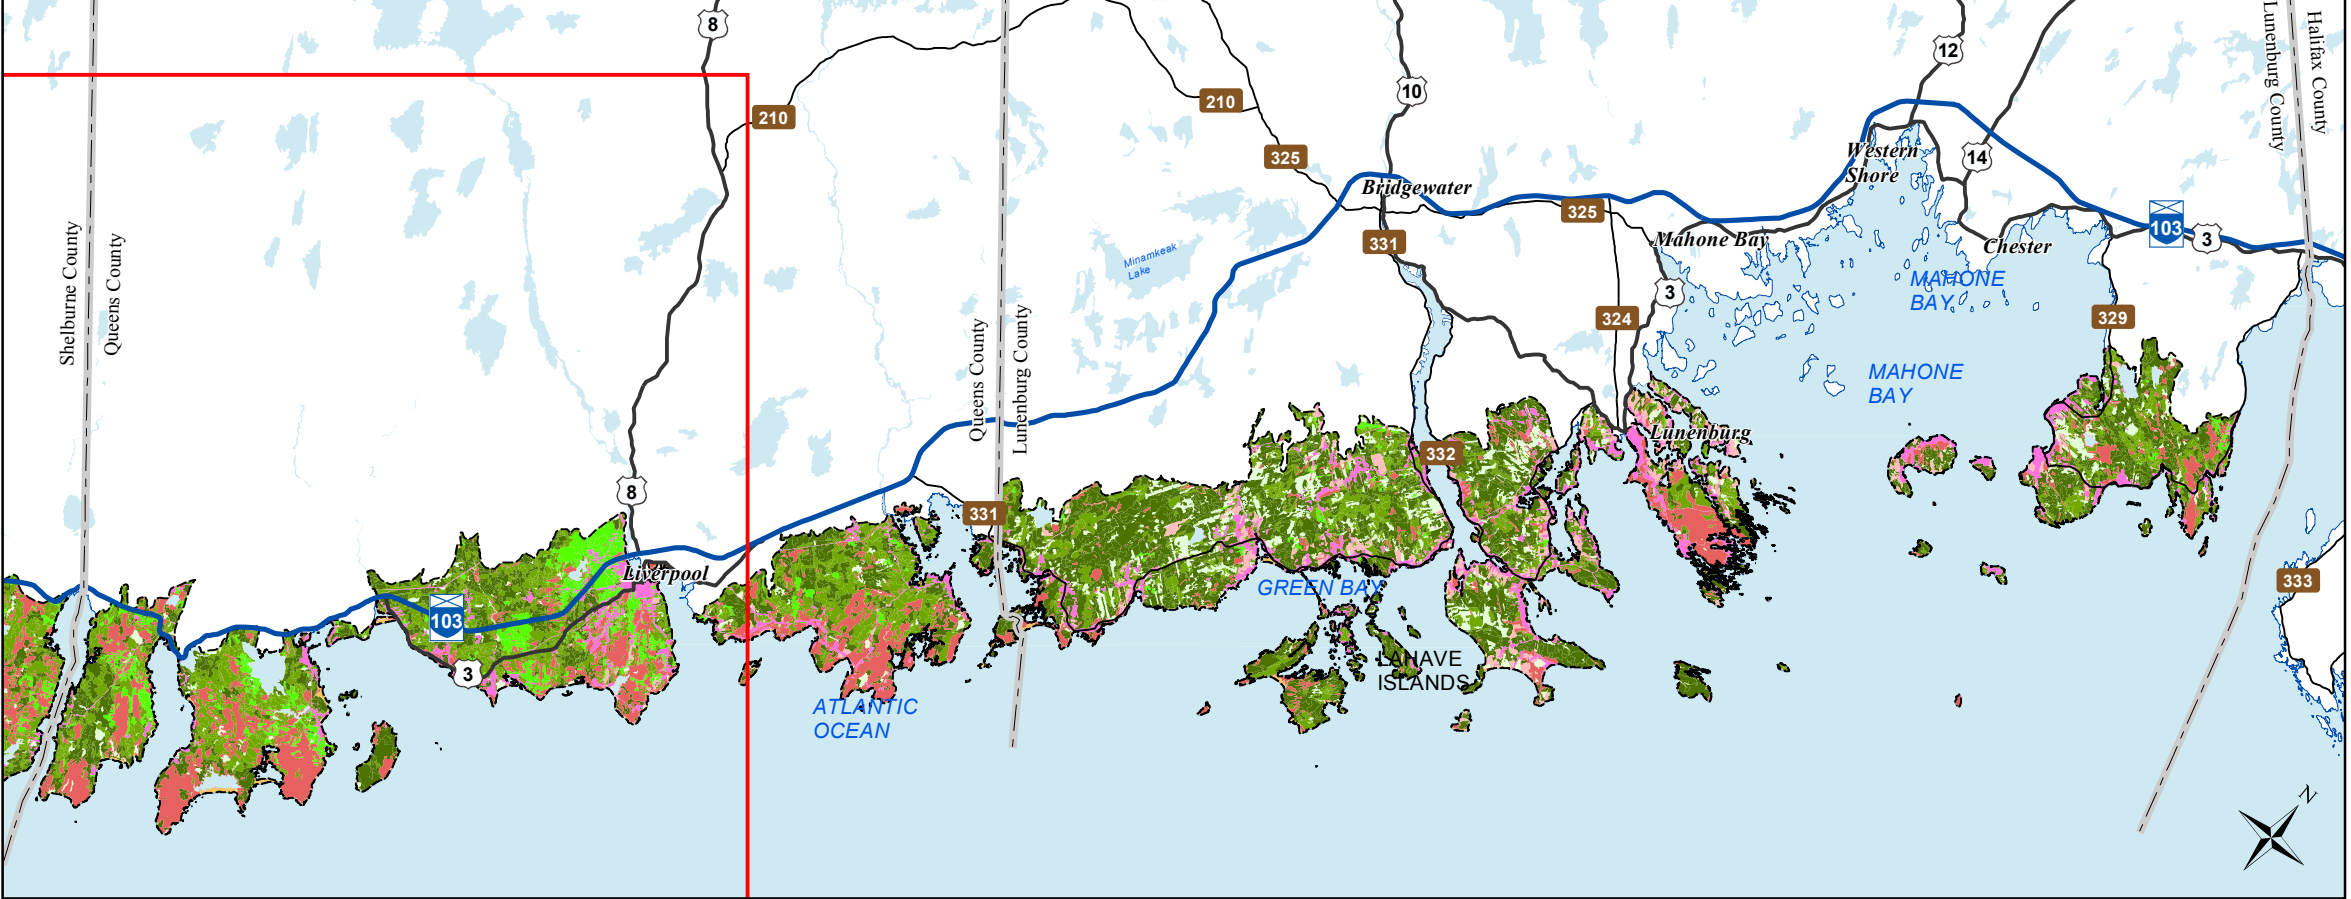 8
12
10
210
210
325
14
Western
Shore
Halifax County
Lunenburg County
Bridgewater
325
331
Mahone Bay
Chester
103
3
Shelburne County
Queens County
Minamkeak
Lake
MAHONE
BAY
3
324
329
Queens County
Lunenburg County
MAHONE
BAY
Lunenburg
332
8
331
Liverpool
GREEN BAY
333
103
3
LAHAVE
ISLANDS
ATLANTIC
OCEAN
N